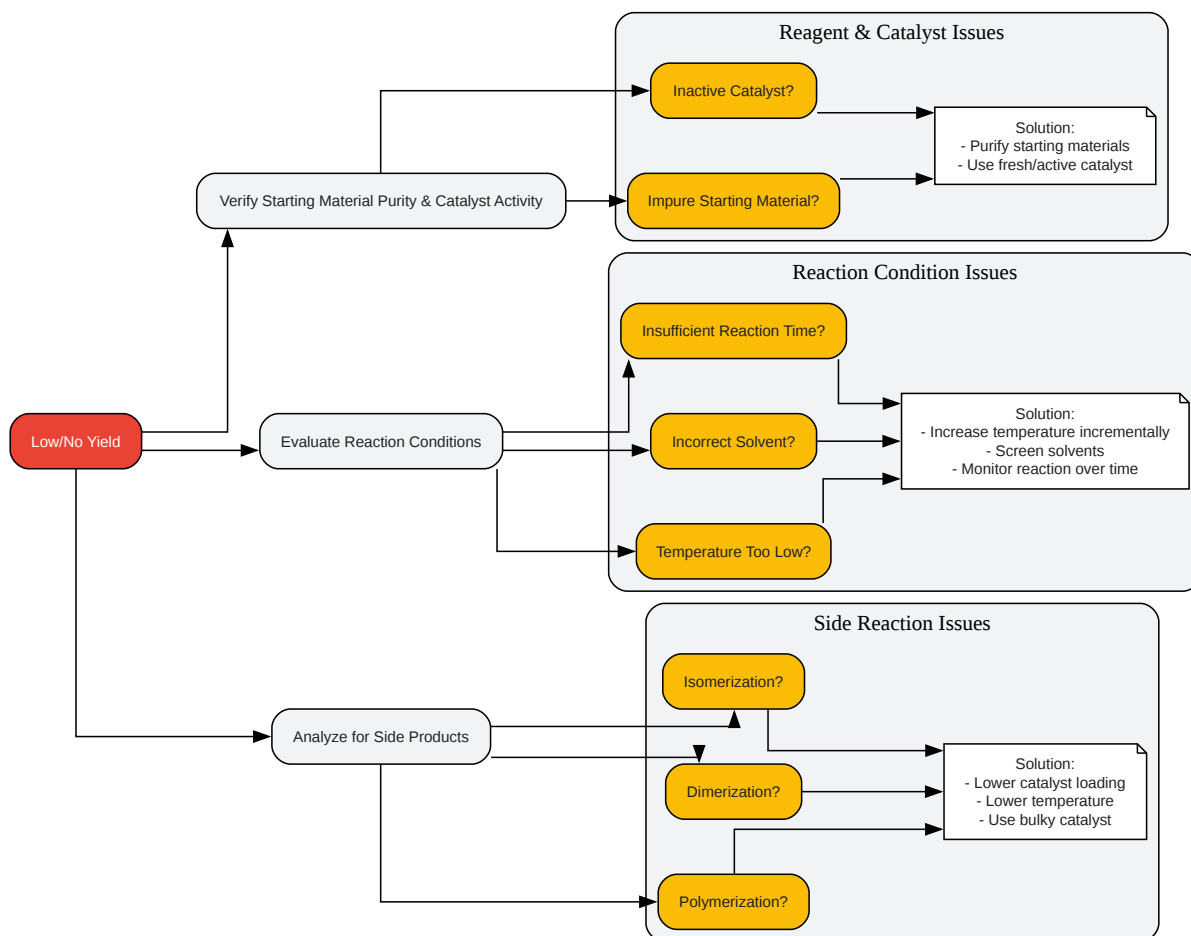 Reagent & Catalyst Issues
Inactive Catalyst?
Solution:
- Purify starting materials
- Use fresh/active catalyst
Verify Starting Material Purity & Catalyst Activity
Impure Starting Material?
Reaction Condition Issues
Insufficient Reaction Time?
Low/No Yield
Evaluate Reaction Conditions
Incorrect Solvent?
Solution:
- Increase temperature incrementally
- Screen solvents
- Monitor reaction over time
Temperature Too Low?
Side Reaction Issues
Isomerization?
Analyze for Side Products
Dimerization?
Solution:
- Lower catalyst loading
- Lower temperature
- Use bulky catalyst
Polymerization?